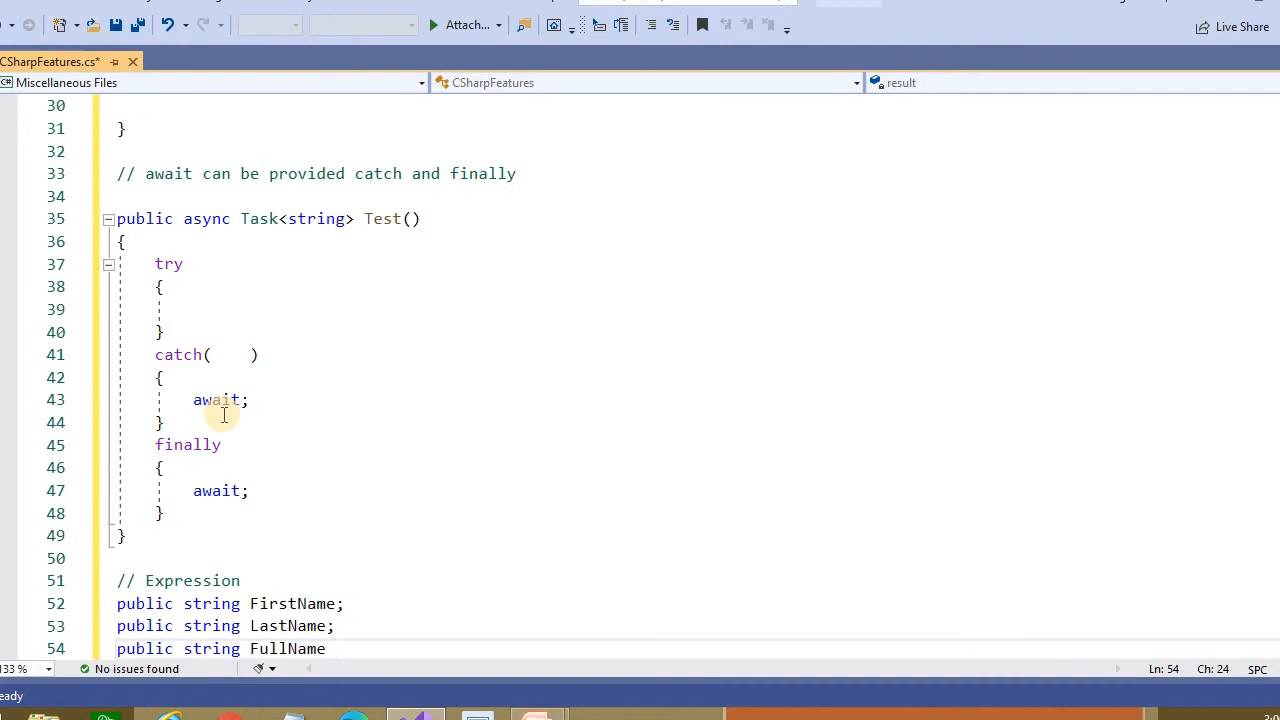 Attach...
Live Share
CSharpFeatures.cs*
Miscellaneous Files
CSharpFeatures
result
30
31 }
32
33 // await can be provided catch and finally
34
35 public async Task<string> Test()
36 {
37 try
38 {
39
40 }
41 catch( )
42 {
43 await;
44 }
45 finally
46 {
47 await;
48 }
49 }
50
51 // Expression
52 public string FirstName;
53 public string LastName;
54 public string FullName
133 %
No issues found
Ln: 54
Ch: 24
SPC
eady